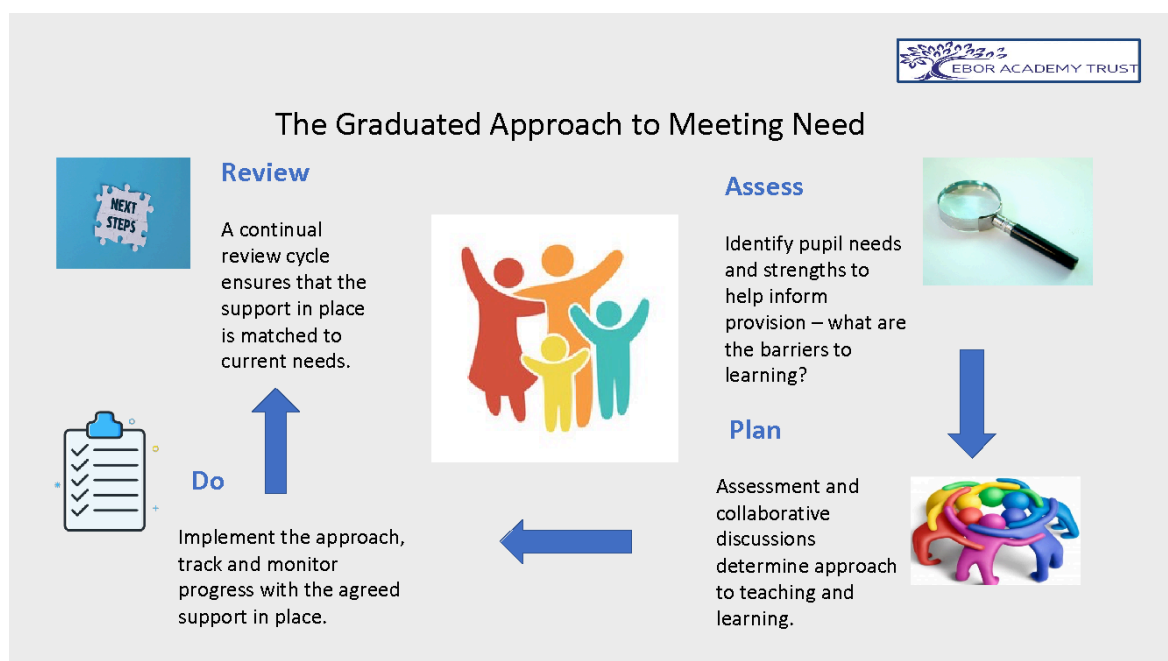 EBOR ACADEMY TRUST
The Graduated Approach to Meeting Need
NEXT
STEPS
Review
A continual
review cycle
ensures that the
support in place
is matched to
current needs.
Assess
Identify pupil needs
and strengths to
help inform
provision – what are
the barriers to
learning?
Plan
Assessment and
collaborative
discussions
determine approach
to teaching and
learning.
Do
Implement the approach,
track and monitor
progress with the agreed
support in place.